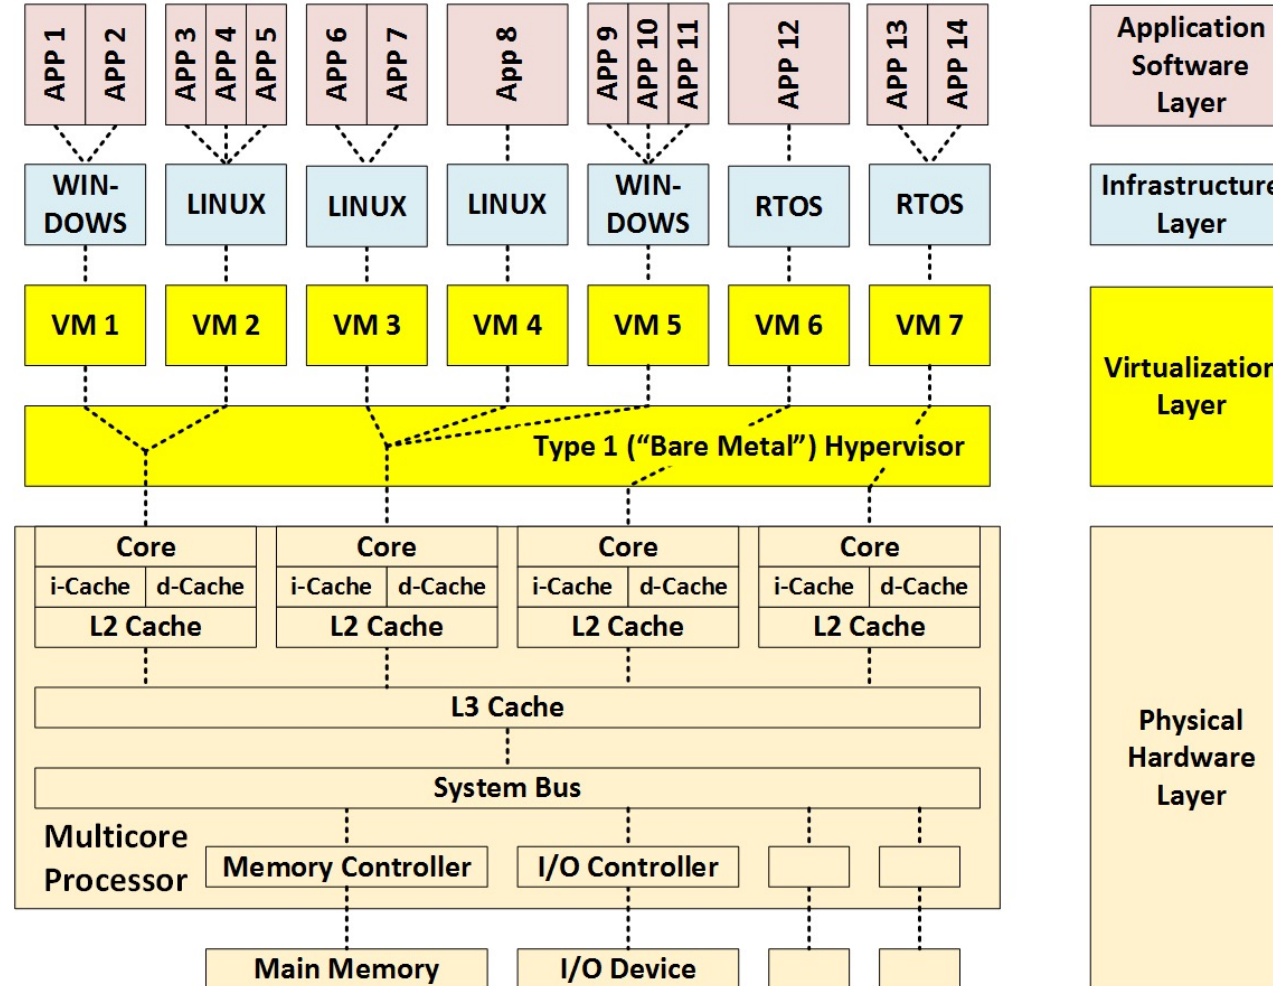 APP 1
APP 2
APP 3
APP 4
APP 5
APP 6
APP 7
App 8
APP 9
APP 10
APP 11
APP 12
APP 13
APP 14
Application
Software
Layer
WIN-
DOWS
LINUX
LINUX
LINUX
WIN-
DOWS
RTOS
RTOS
Infrastructure
Layer
VM 1
VM 2
VM 3
VM 4
VM 5
VM 6
VM 7
Virtualization
Layer
Type 1 (“Bare Metal”) Hypervisor
Core
Core
Core
Core
i-Cache
d-Cache
i-Cache
d-Cache
i-Cache
d-Cache
i-Cache
d-Cache
L2 Cache
L2 Cache
L2 Cache
L2 Cache
L3 Cache
System Bus
Physical
Hardware
Layer
Multicore
Processor
Memory Controller
I/O Controller
Main Memory
I/O Device